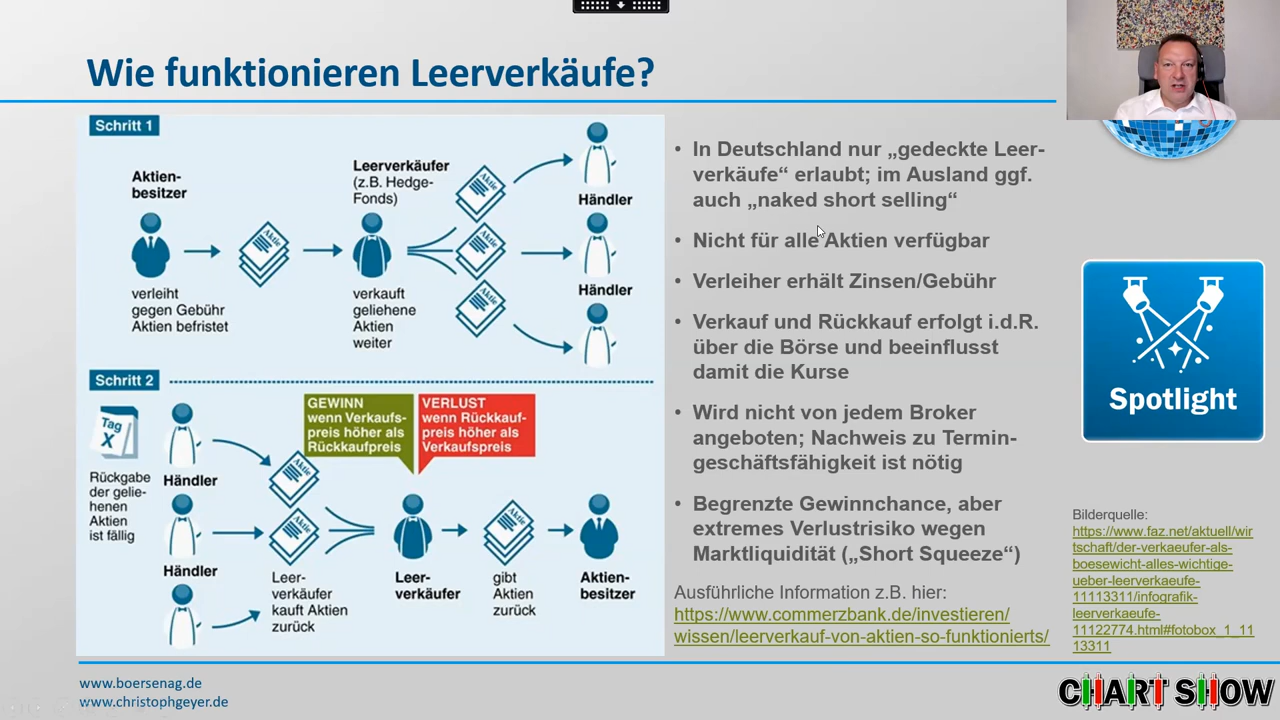 Wie funktionieren Leerverkäufe?
Schritt 1
Aktien-
besitzer
verleiht
gegen Gebühr
Aktien befristet
Aktie
Leerverkäufer
(z.B. Hedge-
Fonds)
verkauft
geliehene
Aktien
weiter
Aktie
Aktie
Aktie
Händler
Händler
Händler
Schritt 2
Tag
X
Rückgabe
der gelie-
henen
Aktien
ist fällig
Händler
Händler
Aktie
Aktie
GEWINN
wenn Verkaufs-
preis höher als
Rückkaufpreis
VERLUST
wenn Rückkauf-
preis höher als
Verkaufspreis
Leer-
verkäufer
kauft Aktien
zurück
Leer-
verkäufer
Aktie
gibt
Aktien
zurück
Aktien-
besitzer
• In Deutschland nur „gedeckte Leer-
verkäufe“ erlaubt; im Ausland ggf.
auch „naked short selling“
• Nicht für alle Aktien verfügbar
• Verleiher erhält Zinsen/Gebühr
• Verkauf und Rückkauf erfolgt i.d.R.
über die Börse und beeinflusst
damit die Kurse
• Wird nicht von jedem Broker
angeboten; Nachweis zu Termin-
geschäftsfähigkeit ist nötig
• Begrenzte Gewinnchance, aber
extremes Verlustrisiko wegen
Marktliquidität („Short Squeeze“)
Ausführliche Information z.B. hier:
https://www.commerzbank.de/investieren/
wissen/leerverkauf-von-aktien-so-funktionierts/
Spotlight
Bilderquelle:
https://www.faz.net/aktuell/wir
tschaft/der-verkaeufer-als-
boesewicht-alles-wichtige-
ueber-leerverkaeufe-
11113311/infografik-
leerverkaeufe-
11122774.html#fotobox_1_11
13311
www.boersenag.de
www.christophgeyer.de
CHART SHOW